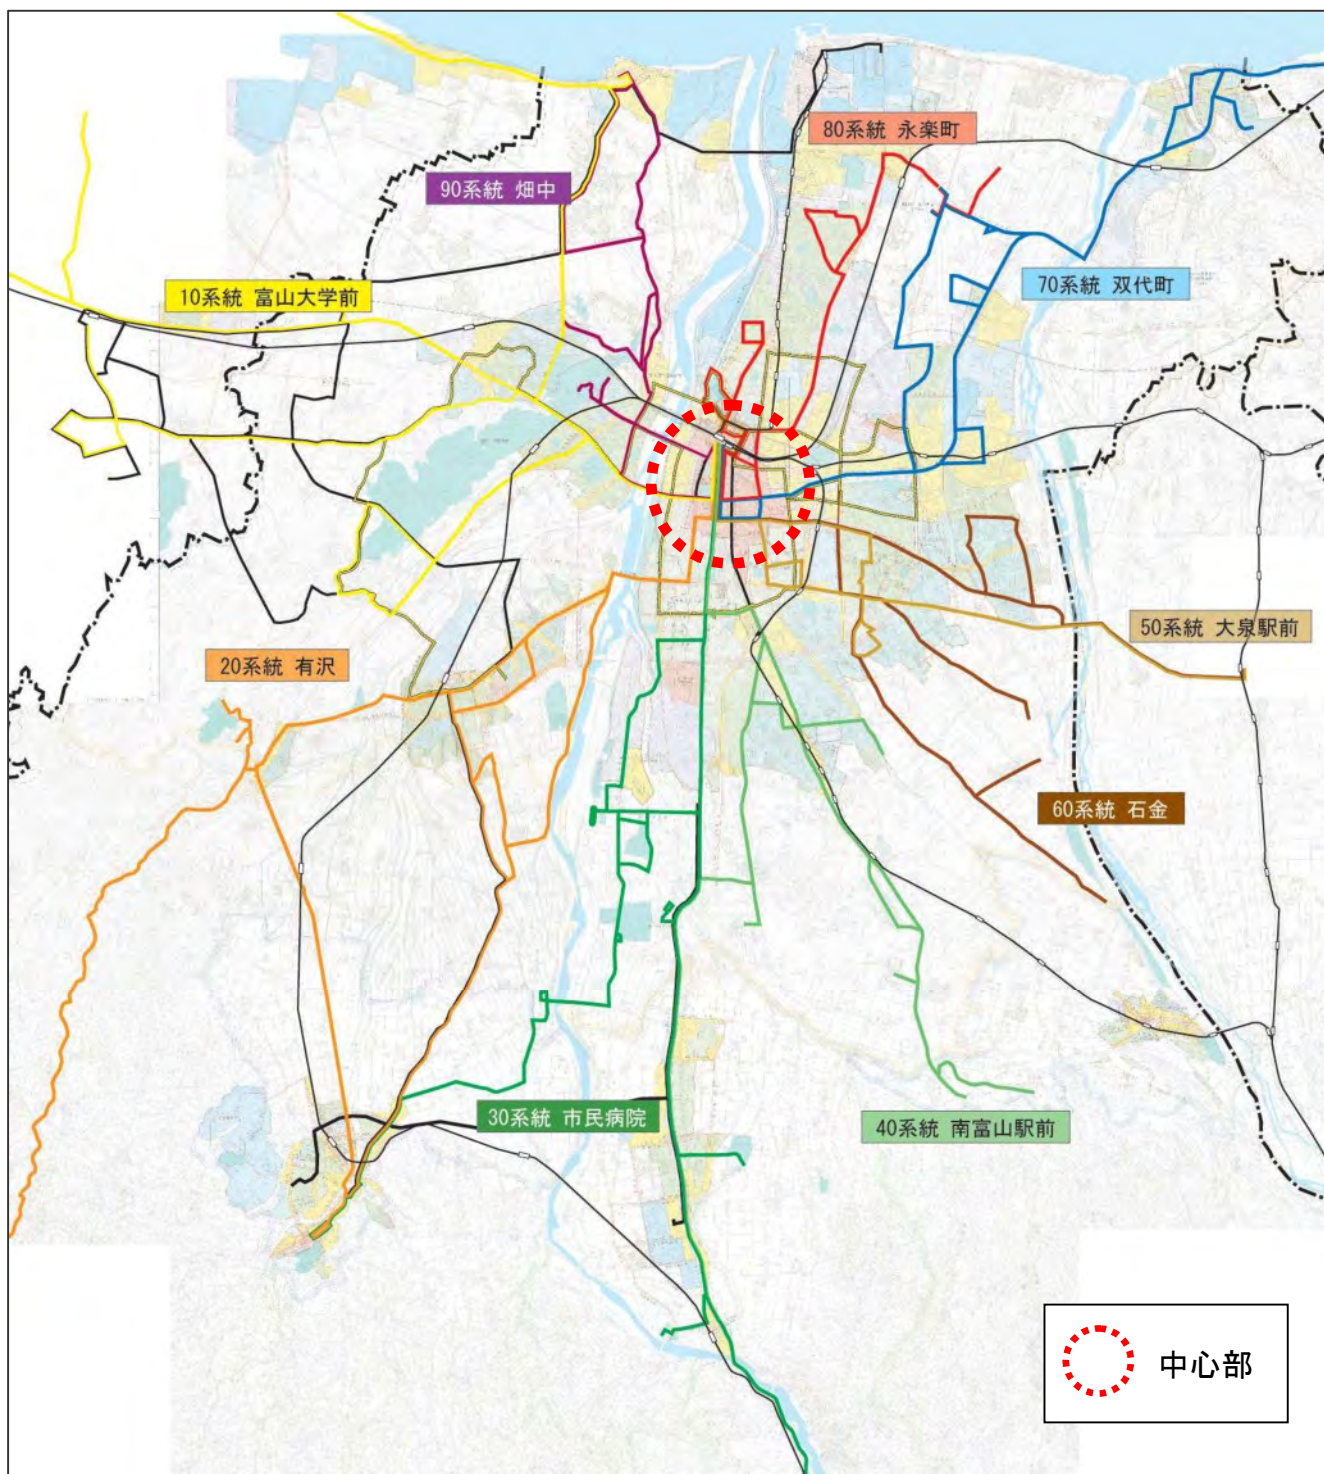 80系統 永楽町
90系統 畑中
70系統 双代町
10系統 富山大学前
50系統 大泉駅前
20系統 有沢
60系統 石金
30系統 市民病院
40系統 南富山駅前
中心部